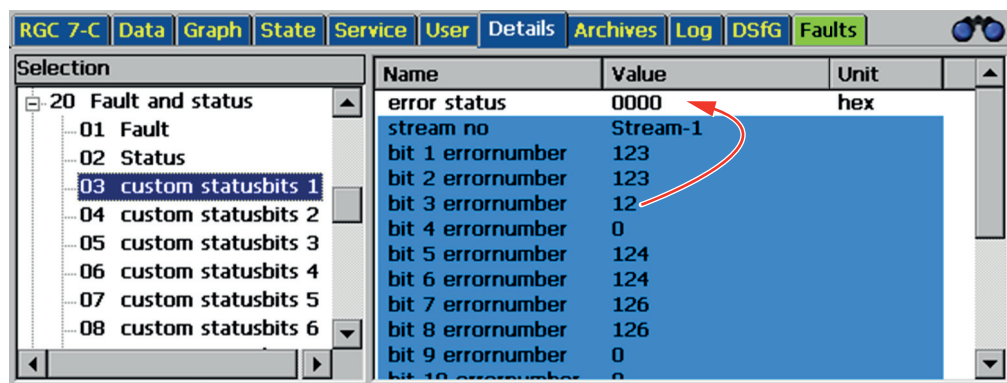 RGC 7-C Data Graph State Service User Details Archives Log DSfG Faults
Selection
20 Fault and status
01 Fault
02 Status
03 custom statusbits 1
04 custom statusbits 2
05 custom statusbits 3
06 custom statusbits 4
07 custom statusbits 5
08 custom statusbits 6
Name Value Unit
error status 0000 hex
stream no Stream-1
bit 1 errornumber 123
bit 2 errornumber 123
bit 3 errornumber 12
bit 4 errornumber 0
bit 5 errornumber 124
bit 6 errornumber 124
bit 7 errornumber 126
bit 8 errornumber 126
bit 9 errornumber 0
bit 10 errornumber 0